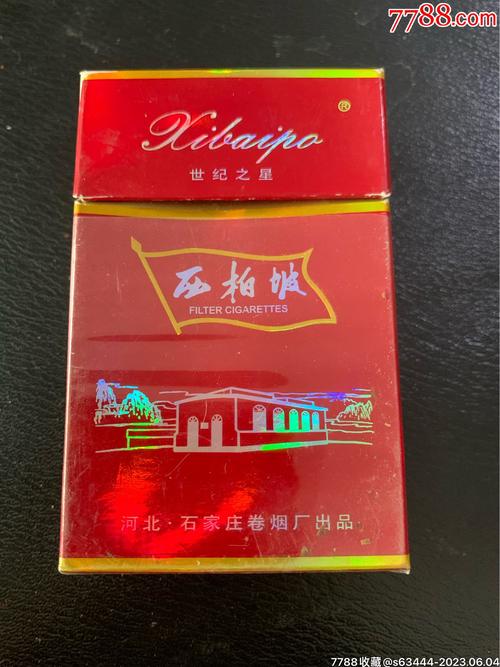 7788.com
Xibaipo ®
世纪之星
西柏坡
FILTER CIGARETTES
河北·石家庄卷烟厂出品
7788收藏@s63444-2023.06.04